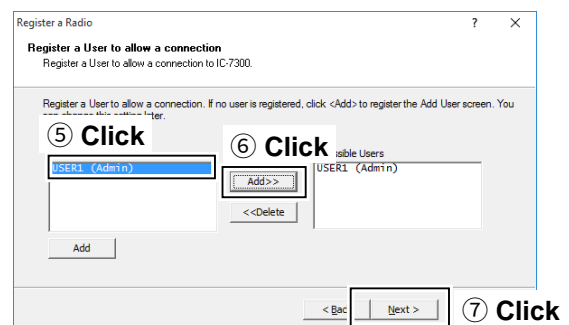 Register a Radio ? ×
Register a User to allow a connection
Register a User to allow a connection to IC-7300.
Register a User to allow a connection. If no user is registered, click <Add> to register the Add User screen. You
can change this setting later.
⑤ Click
⑥ Click
ssible Users
USER1 (Admin)
USER1 (Admin)
Add>>
<<Delete
Add
< Bac
Next >
⑦ Click